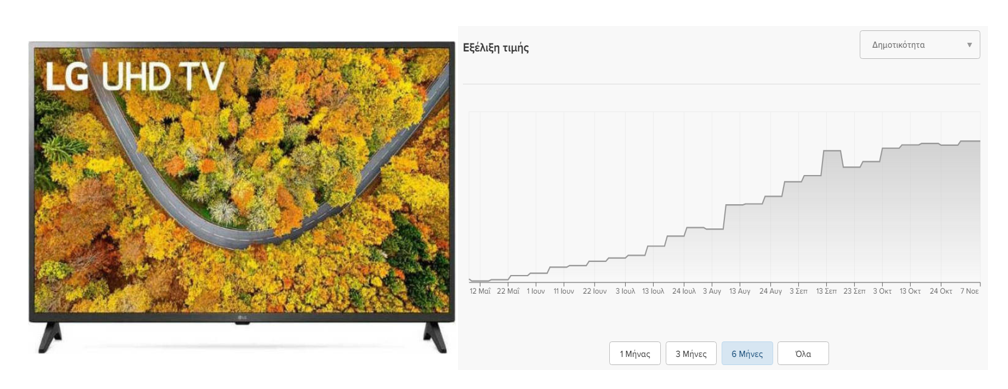 LG UHD TV
LG
Εξέλιξη τιμής
Δημοτικότητα
12 Μαΐ 22 Μαΐ 1 Ιουν 11 Ιουν 22 Ιουν 3 Ιουλ 13 Ιουλ 24 Ιουλ 3 Αυγ 13 Αυγ 24 Αυγ 3 Σεπ 13 Σεπ 23 Σεπ 3 Οκτ 13 Οκτ 24 Οκτ 7 Νοε
1 Μήνας 3 Μήνες 6 Μήνες Όλα